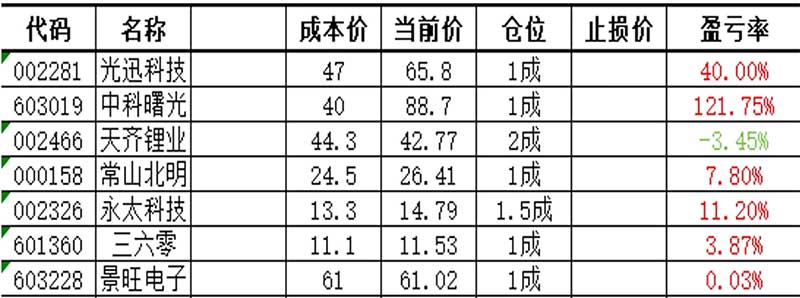 代码 名称 成本价 当前价 仓位 止损价 盈亏率
002281 光迅科技 47 65.8 1成 40.00%
603019 中科曙光 40 88.7 1成 121.75%
002466 天齐锂业 44.3 42.77 2成 -3.45%
000158 常山北明 24.5 26.41 1成 7.80%
002326 永太科技 13.3 14.79 1.5成 11.20%
601360 三六零 11.1 11.53 1成 3.87%
603228 景旺电子 61 61.02 1成 0.03%